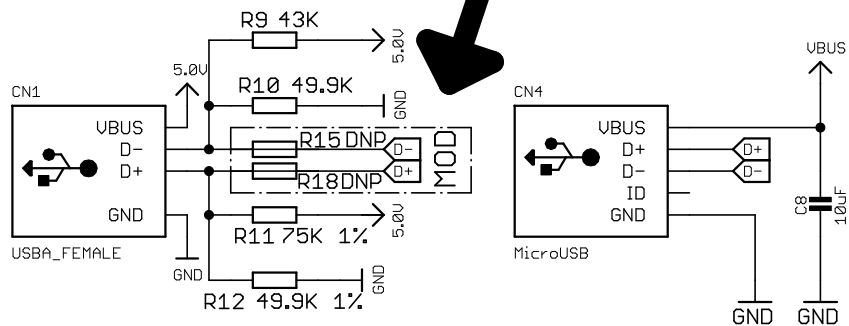 R9 43K
5.0V
5.0V
R10 49.9K
GND
CN1
VBUS
D-
D+
GND
USBA_FEMALE
R15 DNP
D-
R18 DNP
D+
MOD
R11 75K 1%
5.0V
GND
R12 49.9K 1%
GND
CN4
VBUS
D+
D-
ID
GND
MicroUSB
D+
D-
VBUS
C8
10uF
GND
GND